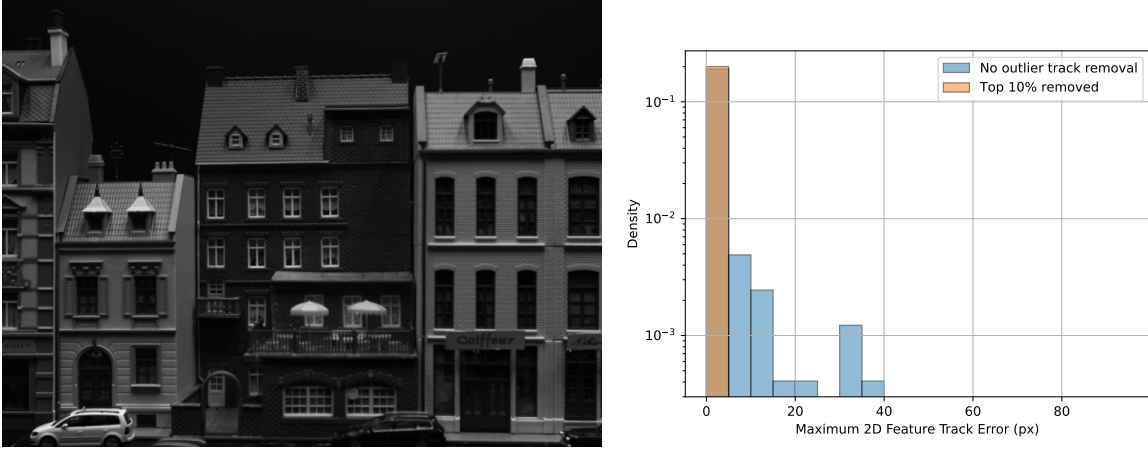 Coiffeur
No outlier track removal
Top 10% removed
10⁻¹
10⁻²
10⁻³
Density
0
20
40
60
80
Maximum 2D Feature Track Error (px)